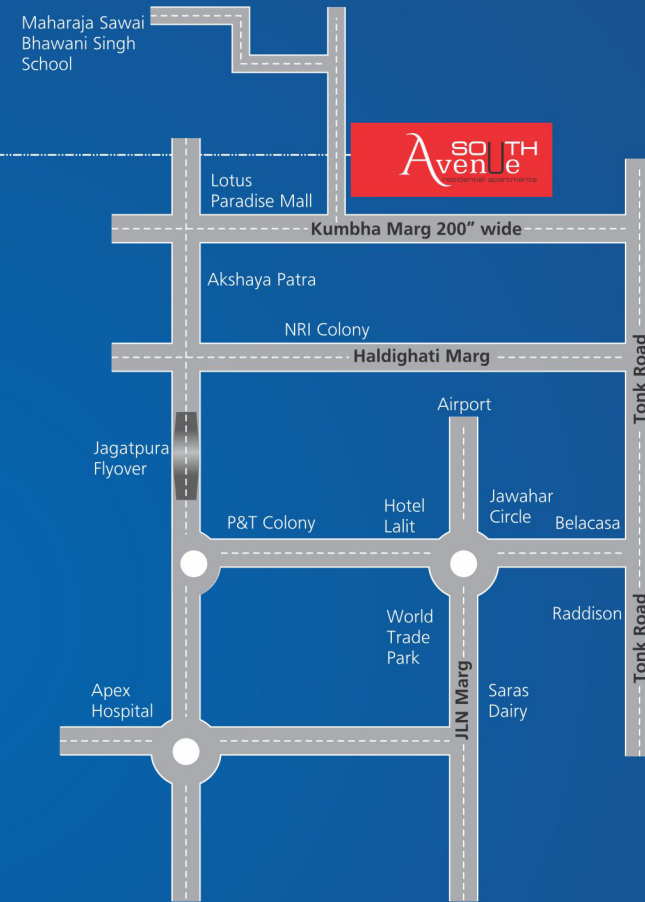 Maharaja Sawai
Bhawani Singh
School
SOUTH
Avenue
residential apartments
Lotus
Paradise Mall
Kumbha Marg 200” wide
Akshaya Patra
NRI Colony
Haldighati Marg
Tonk Road
Airport
Jagatpura
Flyover
P&T Colony
Hotel
Lalit
Jawahar
Circle
Belacasa
World
Trade
Park
Raddison
Tonk Road
JLN Marg
Apex
Hospital
Saras
Dairy